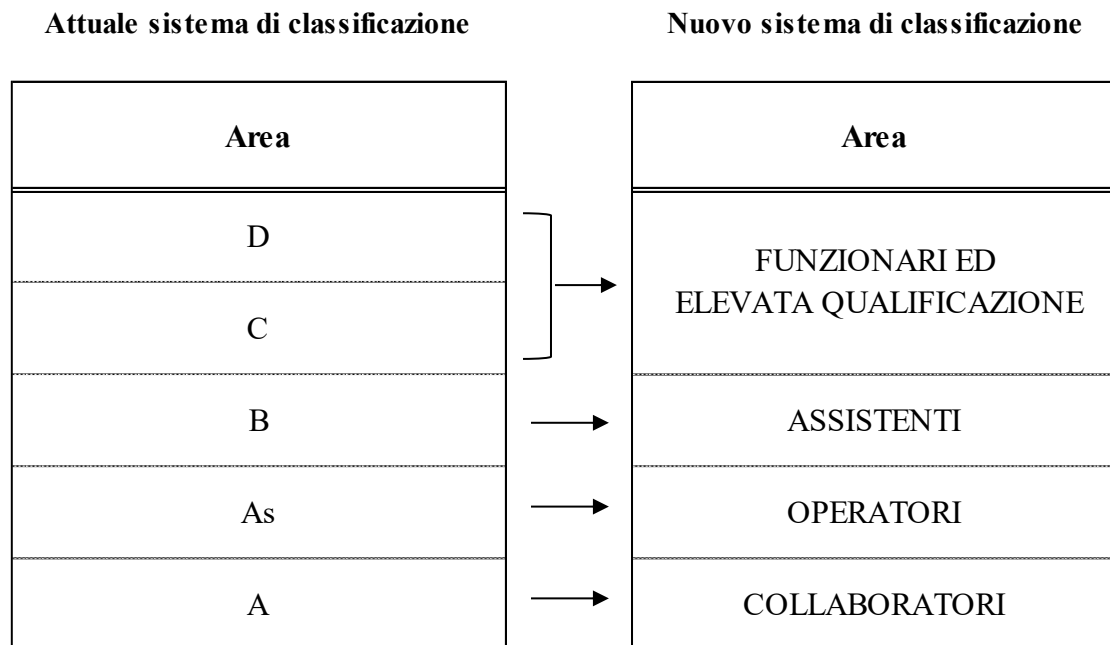 Attuale sistema di classificazione
Nuovo sistema di classificazione
Area
Area
D
C
FUNZIONARI ED
ELEVATA QUALIFICAZIONE
B
ASSISTENTI
As
OPERATORI
A
COLLABORATORI